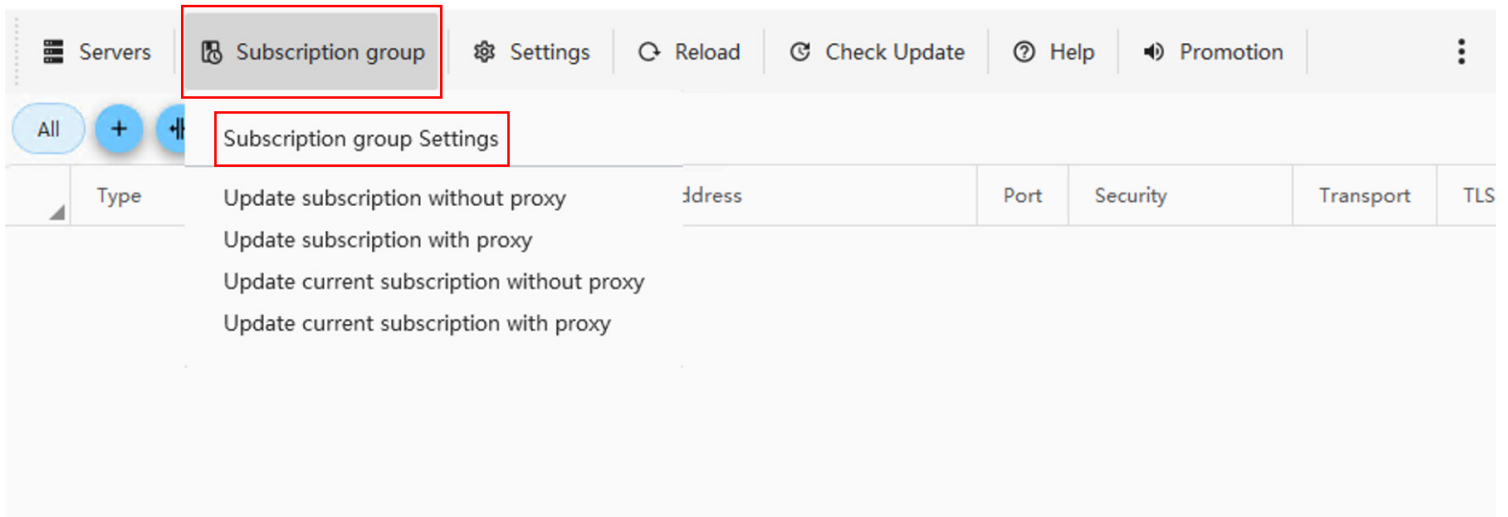 Servers Subscription group Settings Reload Check Update Help Promotion
All +
Subscription group Settings
Type ddress Port Security Transport TLS
Update subscription without proxy
Update subscription with proxy
Update current subscription without proxy
Update current subscription with proxy